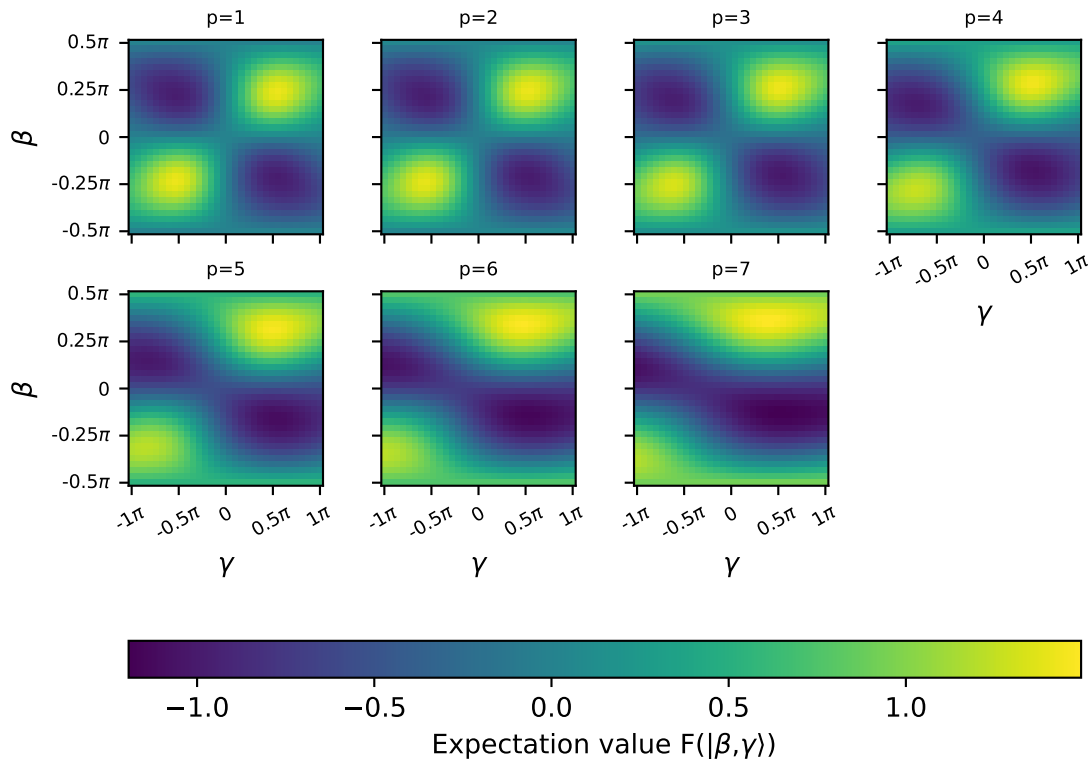 p=1
p=2
p=3
p=4
0.5π
0.25π
0
-0.25π
-0.5π
β
-1π
-0.5π
0
0.5π
1π
γ
p=5
p=6
p=7
0.5π
0.25π
0
-0.25π
-0.5π
β
-1π
-0.5π
0
0.5π
1π
-1π
-0.5π
0
0.5π
1π
-1π
-0.5π
0
0.5π
1π
γ
γ
γ
−1.0
−0.5
0.0
0.5
1.0
Expectation value F(|β,γ⟩)